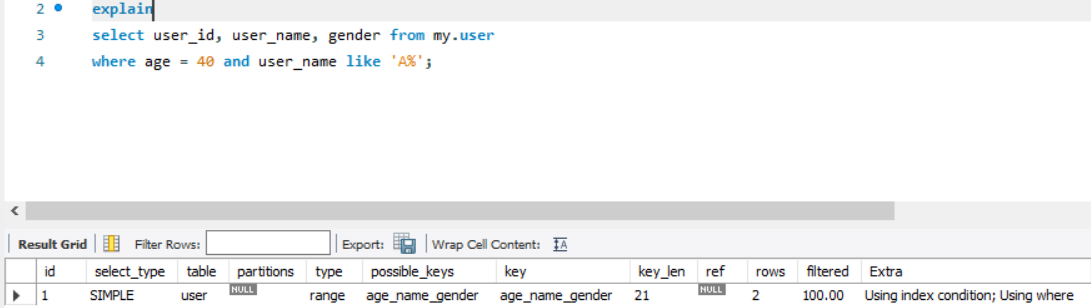 2 explain
3 select user_id, user_name, gender from my.user
4 where age = 40 and user_name like 'A%';
Result Grid Filter Rows: Export: Wrap Cell Content: IA
id select_type table partitions type possible_keys key key_len ref rows filtered Extra
1 SIMPLE user NULL range age_name_gender age_name_gender 21 NULL 2 100.00 Using index condition; Using where